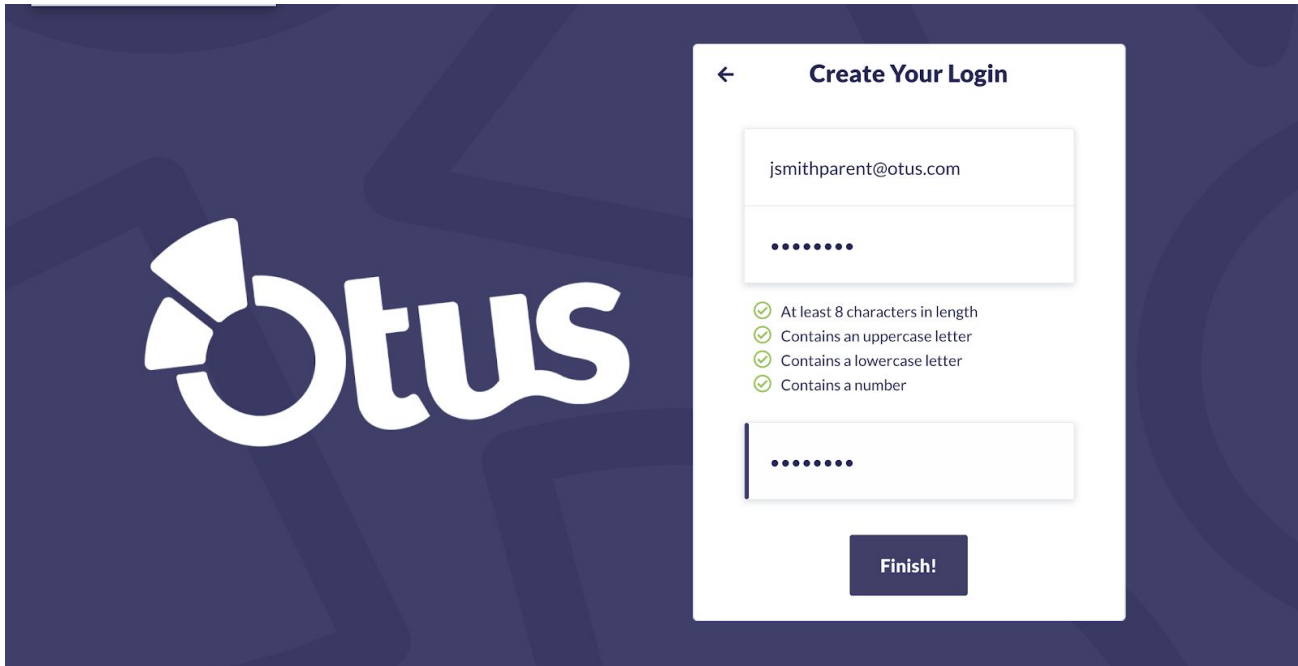 Otus
Create Your Login
jsmithparent@otus.com
••••••••
At least 8 characters in length
Contains an uppercase letter
Contains a lowercase letter
Contains a number
••••••••
Finish!